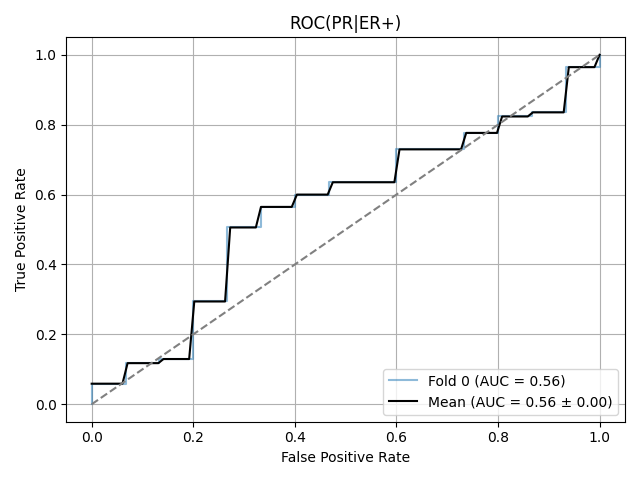 ROC(PR|ER+)
True Positive Rate
1.0
0.8
0.6
0.4
0.2
0.0
Fold 0 (AUC = 0.56)
Mean (AUC = 0.56 ± 0.00)
0.0 0.2 0.4 0.6 0.8 1.0
False Positive Rate